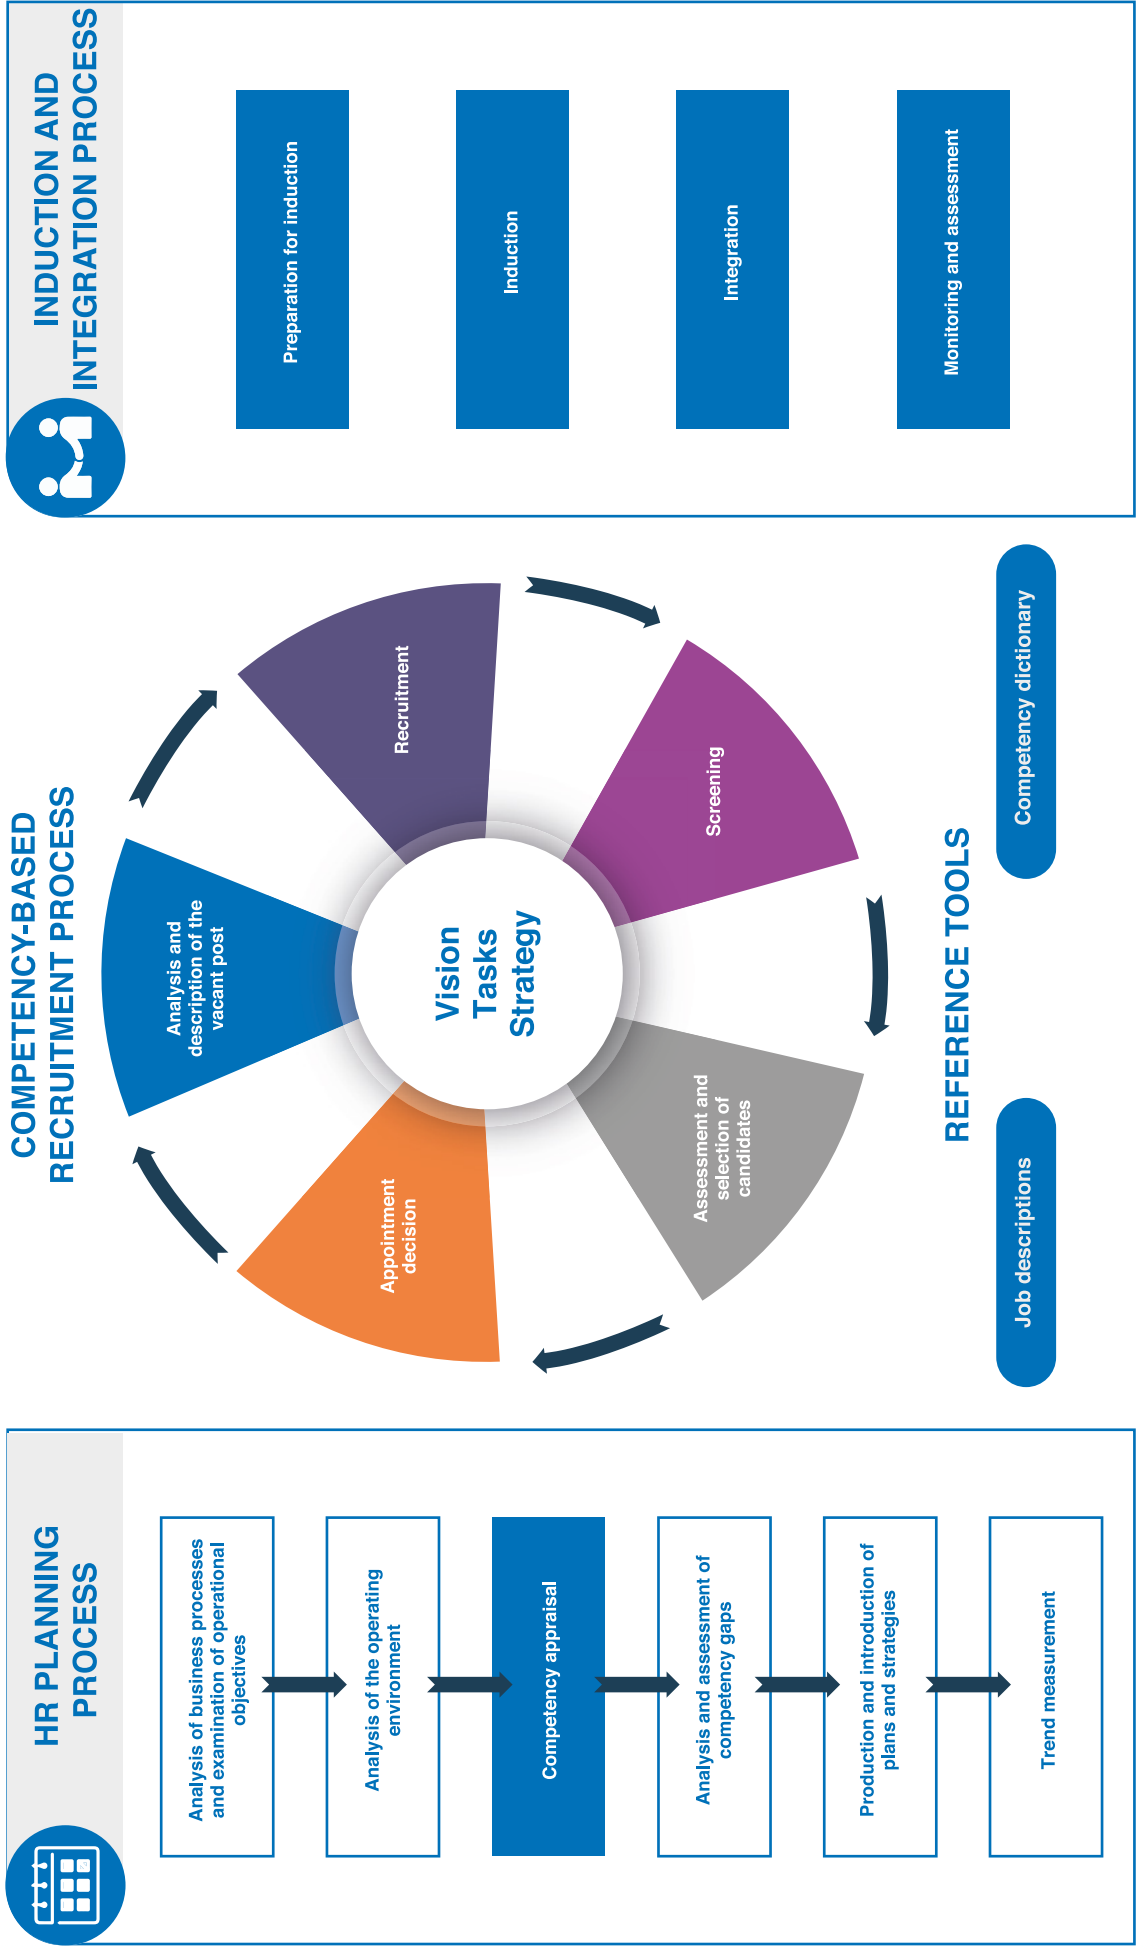 HR PLANNING
PROCESS
Analysis of business processes
and examination of operational
objectives
Analysis of the operating
environment
Competency appraisal
Analysis and assessment of
competency gaps
Production and introduction of
plans and strategies
Trend measurement
COMPETENCY-BASED
RECRUITMENT PROCESS
Analysis and
description of the
vacant post
Recruitment
Screening
Assessment and
selection of
candidates
Appointment
decision
Vision
Tasks
Strategy
REFERENCE TOOLS
Job descriptions
Competency dictionary
INDUCTION AND
INTEGRATION PROCESS
Preparation for induction
Induction
Integration
Monitoring and assessment